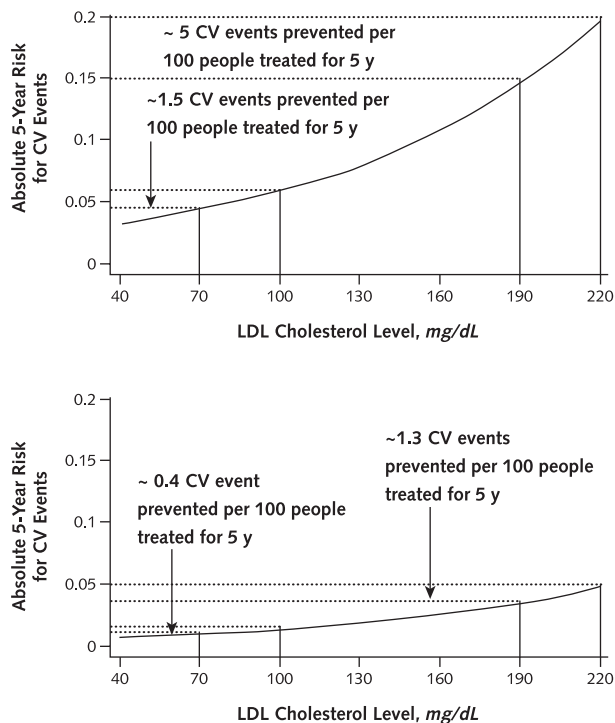 0.2
~ 5 CV events prevented per
100 people treated for 5 y
0.15
~1.5 CV events prevented per
100 people treated for 5 y
0.1
0.05
0
Absolute 5-Year Risk
for CV Events
40 70 100 130 160 190 220
LDL Cholesterol Level, mg/dL
0.2
~1.3 CV events
prevented per 100 people
treated for 5 y
0.15
~ 0.4 CV event
prevented per 100 people
treated for 5 y
0.1
0.05
0
Absolute 5-Year Risk
for CV Events
40 70 100 130 160 190 220
LDL Cholesterol Level, mg/dL